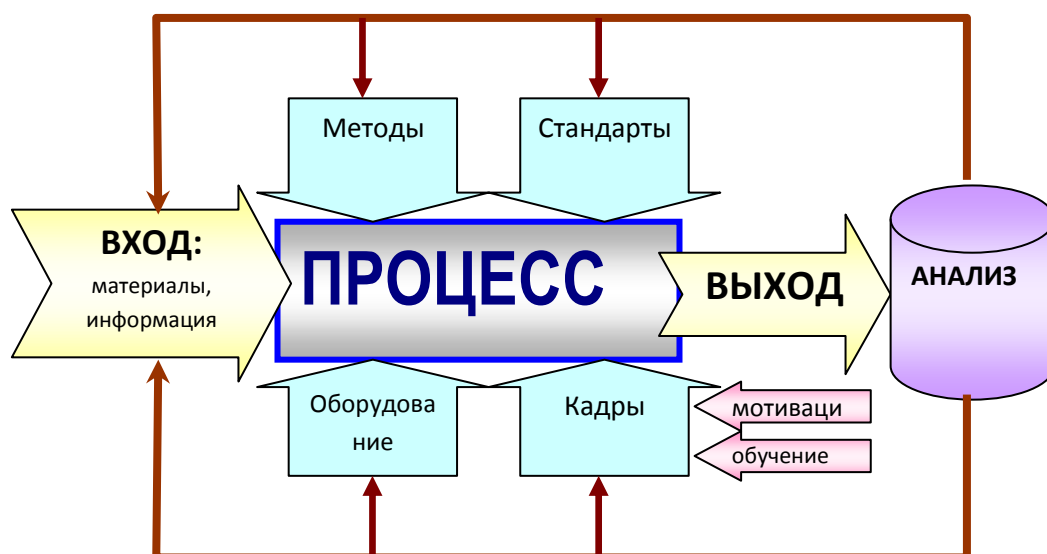 Методы
Стандарты
ВХОД:
материалы,
информация
ПРОЦЕСС
ВЫХОД
АНАЛИЗ
Оборудова
ние
Кадры
мотиваци
обучение